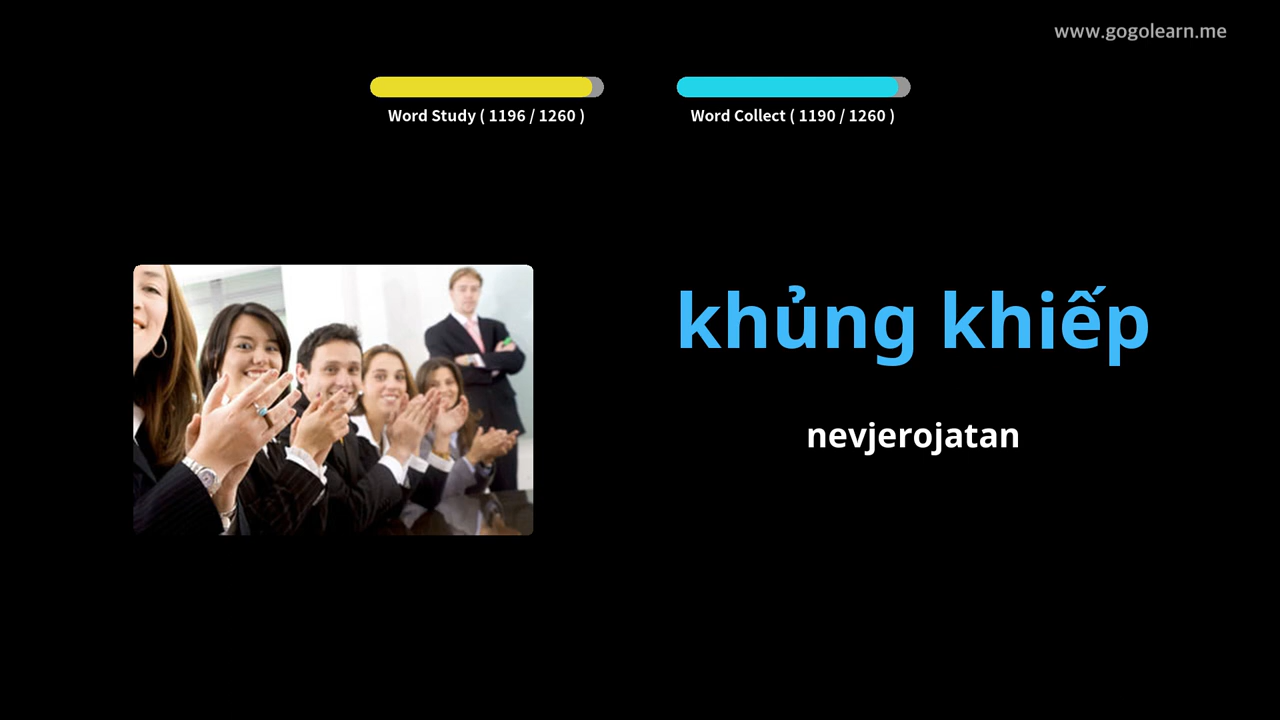 www.gogolearn.me
Word Study ( 1196 / 1260 )
Word Collect ( 1190 / 1260 )
khủng khiếp
nevjerojatan